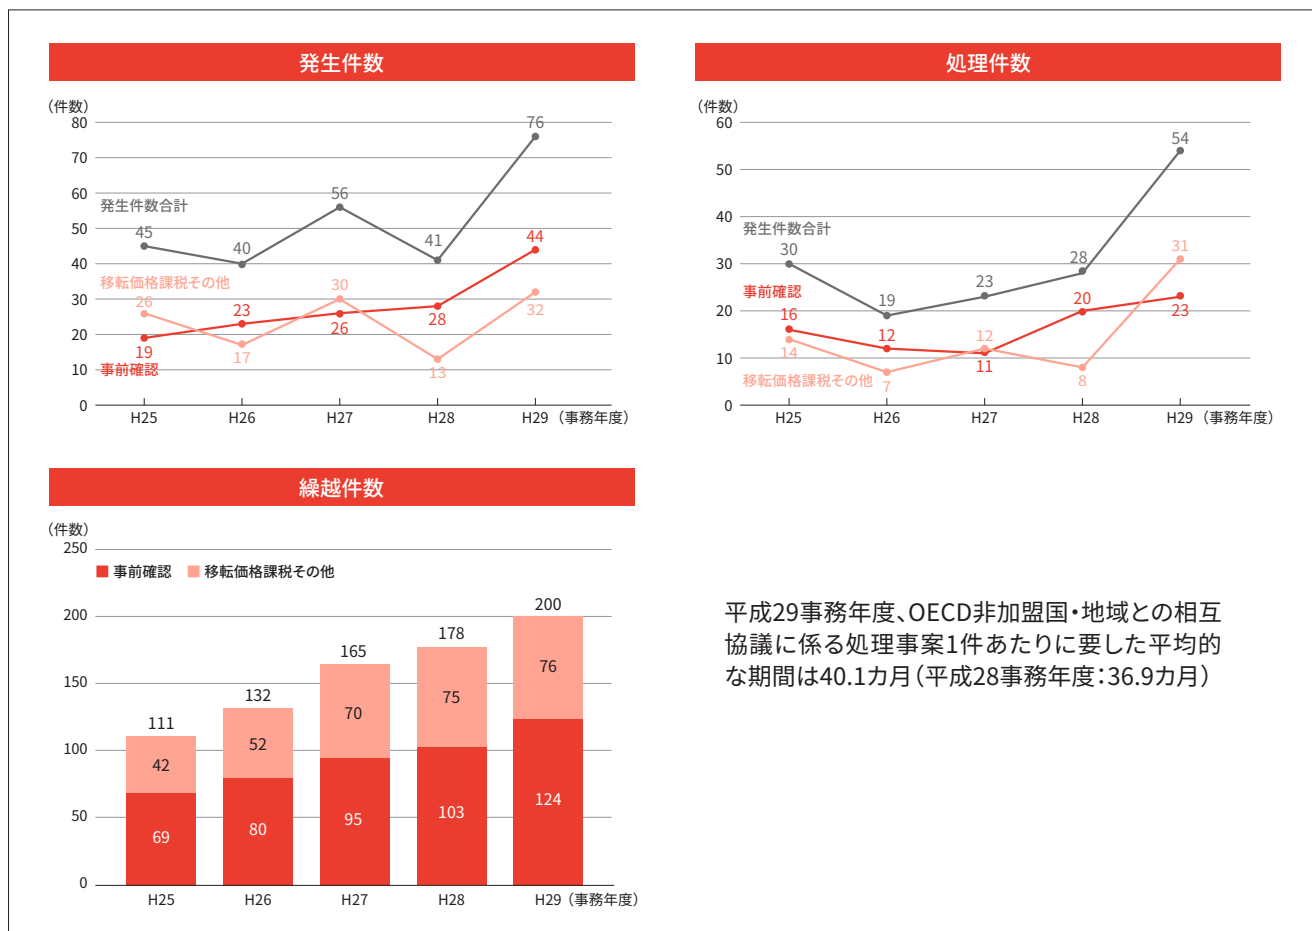 発生件数
(件数)
80
70
60
50
40
30
20
10
0
発生件数合計
45
40
56
41
76
移転価格課税その他
26
17
30
13
32
19
23
26
28
44
事前確認
H25
H26
H27
H28
H29
(事務年度)
処理件数
(件数)
60
50
40
30
20
10
0
発生件数合計
30
19
23
28
54
事前確認
16
12
11
20
23
14
7
12
8
31
移転価格課税その他
H25
H26
H27
H28
H29
(事務年度)
繰越件数
(件数)
250
200
150
100
50
0
事前確認
移転価格課税その他
111
42
69
132
52
80
165
70
95
178
75
103
200
76
124
H25
H26
H27
H28
H29
(事務年度)
平成29事務年度、OECD非加盟国・地域との相互
協議に係る処理事案1件あたりに要した平均的
な期間は40.1カ月(平成28事務年度:36.9カ月)